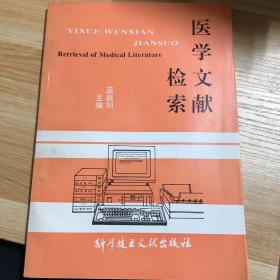 YIXUE WENXIAN
JIANSUO
Retrieval of Medical Literature
医学文献
检索
主编
科学技术文献出版社